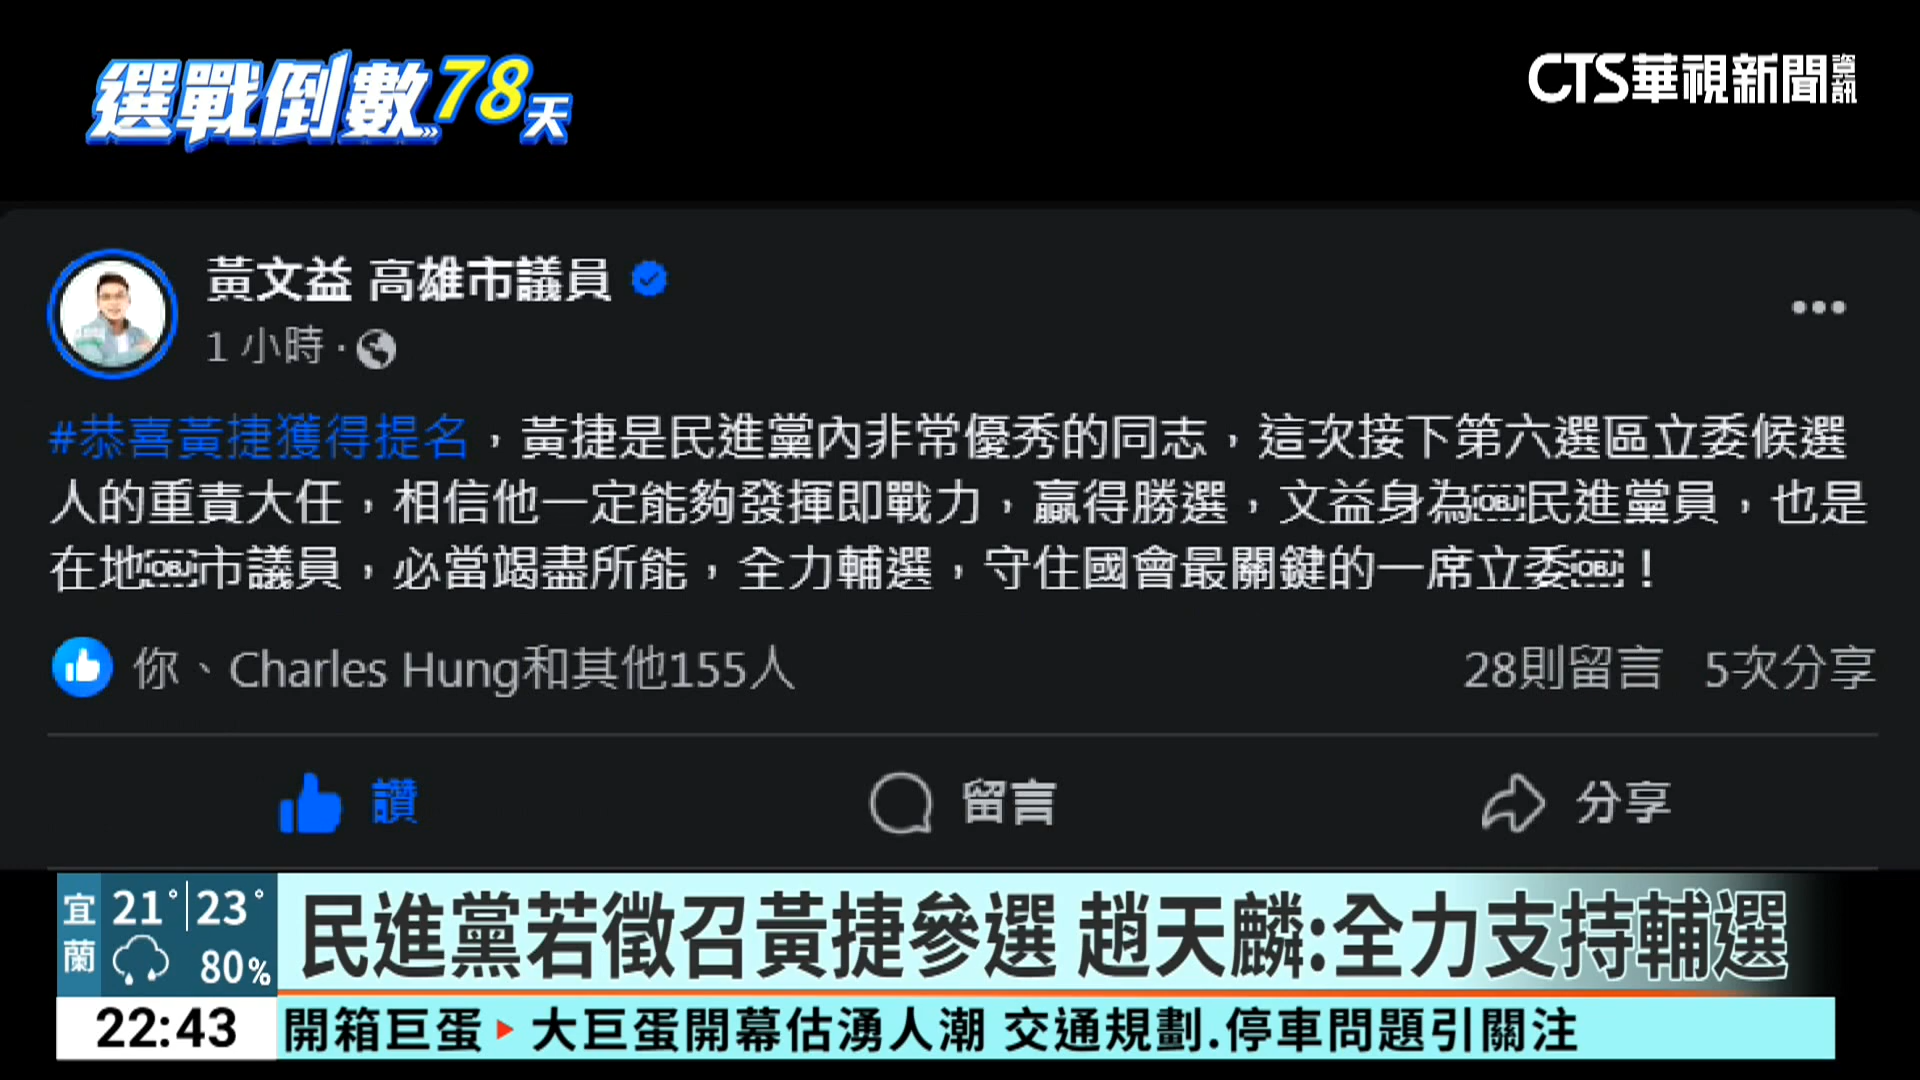 選戰倒數78天
CTS華視新聞資訊
黃文益 高雄市議員
1 小時·
#恭喜黃捷獲得提名，黃捷是民進黨內非常優秀的同志，這次接下第六選區立委候選
人的重責大任，相信他一定能夠發揮即戰力，贏得勝選，文益身為￼民進黨員，也是
在地￼市議員，必當竭盡所能，全力輔選，守住國會最關鍵的一席立委￼！
你、Charles Hung和其他155人
28則留言 5次分享
讚
留言
分享
宜蘭
21°|23°
80%
民進黨若徵召黃捷參選 趙天麟:全力支持輔選
22:43
開箱巨蛋▶大巨蛋開幕估湧人潮 交通規劃.停車問題引關注